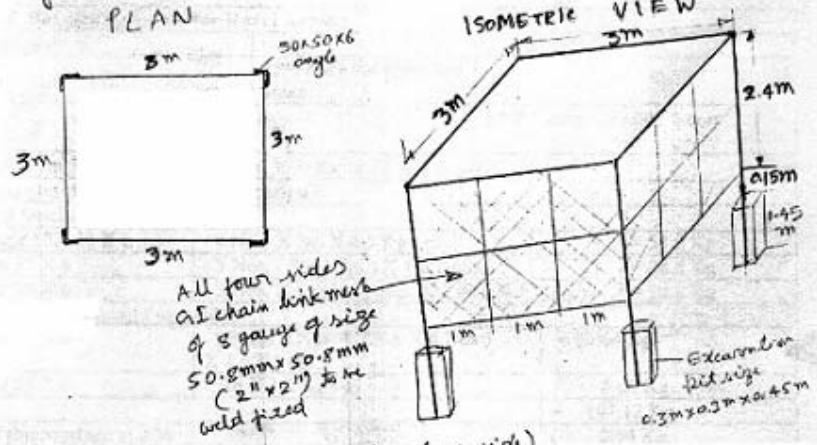 PLAN
3m
50x50x6
angle
3m
3m
3m
ISOMETRIC VIEW
3m
3m
2.4m
0.15m
0.45
m
All four sides
GI chain link mesh
of 8 gauge of size
50.8mm x 50.8mm
(2" x 2") to be
weld fixed
1m 1m 1m
Excavation
pit size
0.3m x 0.3m x 0.45m